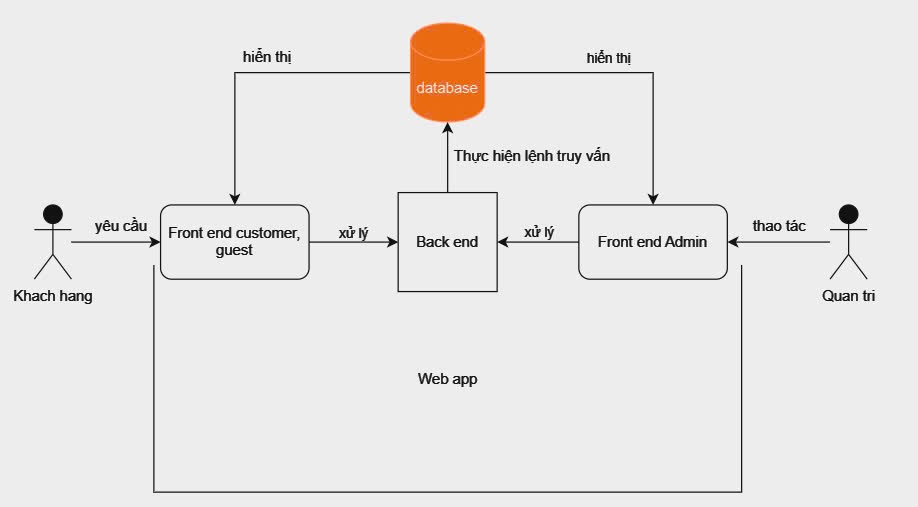 hiển thị
hiển thị
database
Thực hiện lệnh truy vấn
yêu cầu
Front end customer,
guest
xử lý
Back end
xử lý
Front end Admin
thao tác
Khach hang
Quan tri
Web app